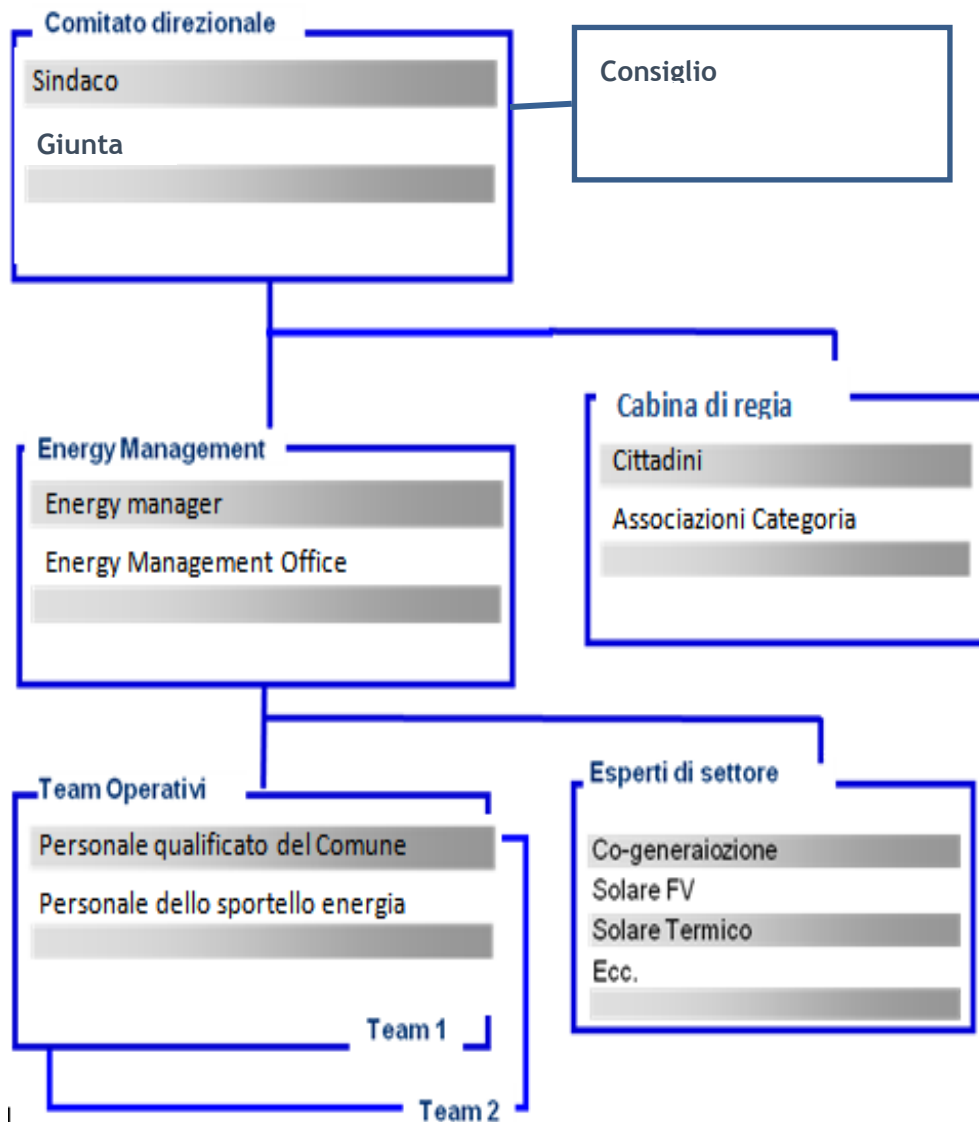 Comitato direzionale
Sindaco
Giunta
Consiglio
Energy Management
Energy manager
Energy Management Office
Cabina di regia
Cittadini
Associazioni Categoria
Team Operativi
Personale qualificato del Comune
Personale dello sportello energia
Team 1
Team 2
Esperti di settore
Co-generaiozione
Solare FV
Solare Termico
Ecc.